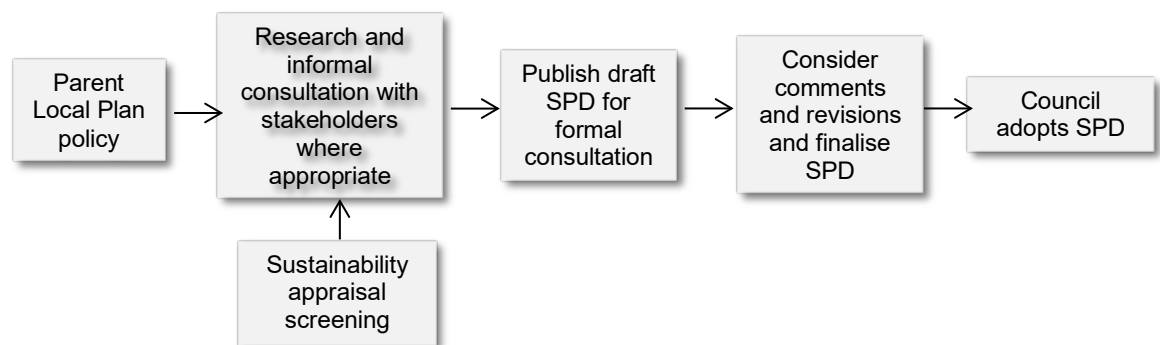 Parent
Local Plan
policy
Research and
informal
consultation with
stakeholders
where
appropriate
Sustainability
appraisal
screening
Publish draft
SPD for
formal
consultation
Consider
comments
and revisions
and finalise
SPD
Council
adopts SPD